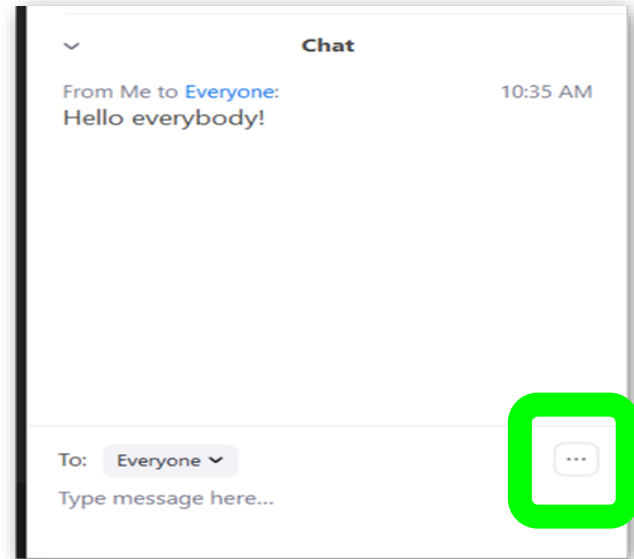 Chat
From Me to Everyone: 10:35 AM
Hello everybody!
To: Everyone
Type message here...